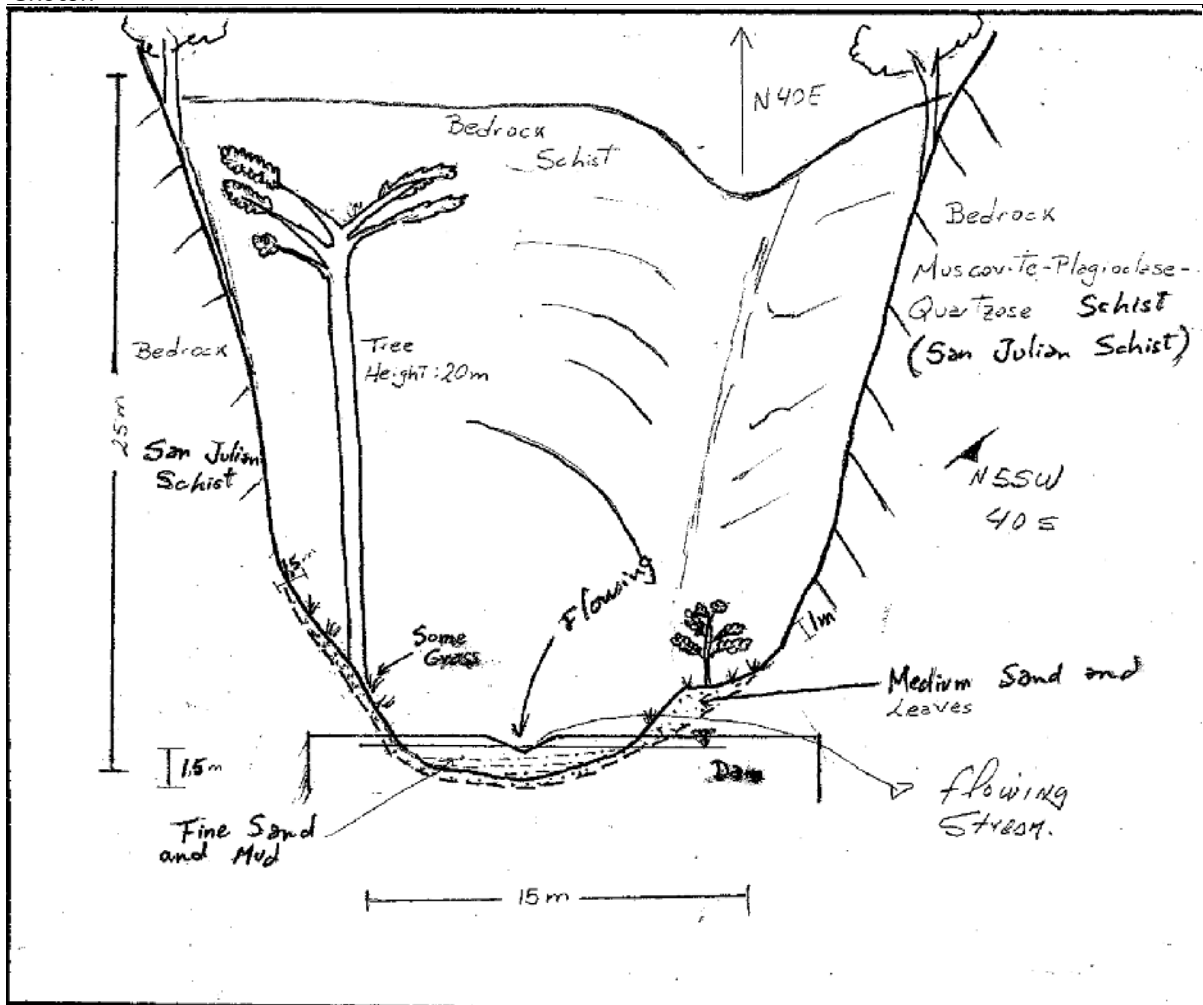 N40E
Bedrock
Schist
Bedrock
Muscovite-Plagioclase-
Quartzose Schist
(San Julian Schist)
Bedrock
Tree
Height: 20m
25m
San Julian
Schist
N55W
40S
Flowing
1m
Some
Grass
Medium Sand and
Leaves
1.5m
Dam
flowing
Stream.
Fine Sand
and Mud
15m